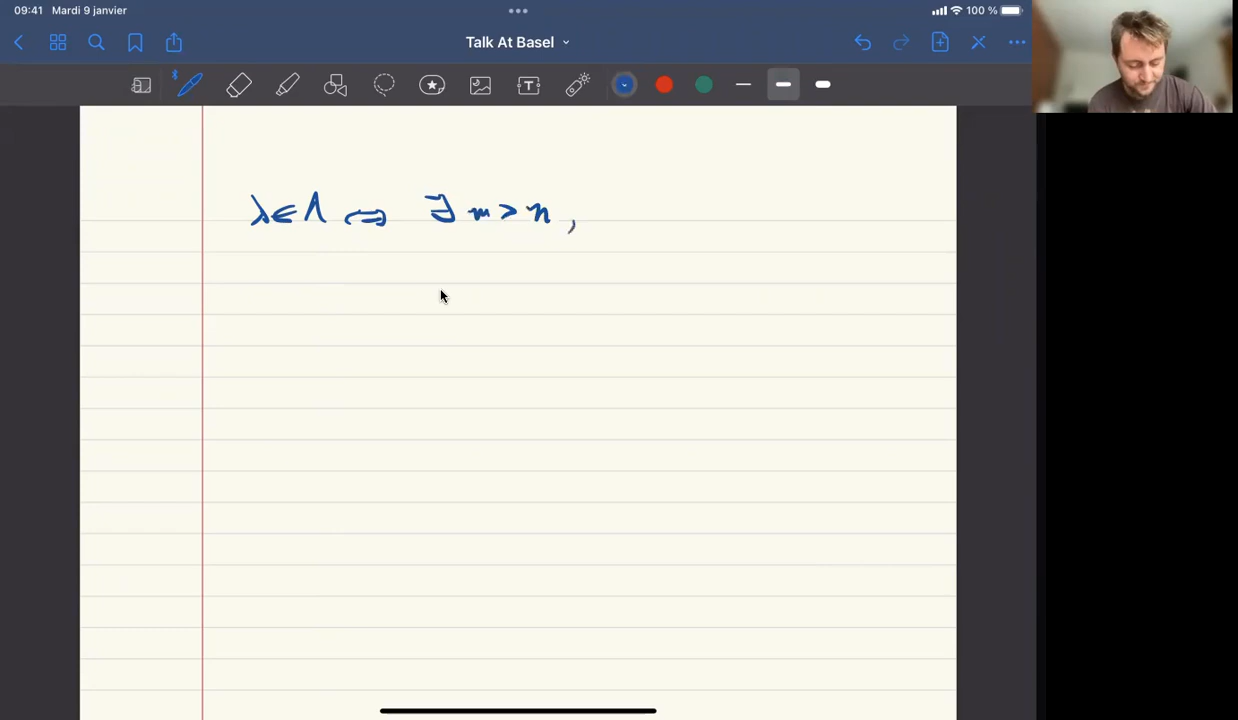 09:41 Mardi 9 janvier 100 %
Talk At Basel
T
λ ∈ Λ ⇔ ∃ m > n ,